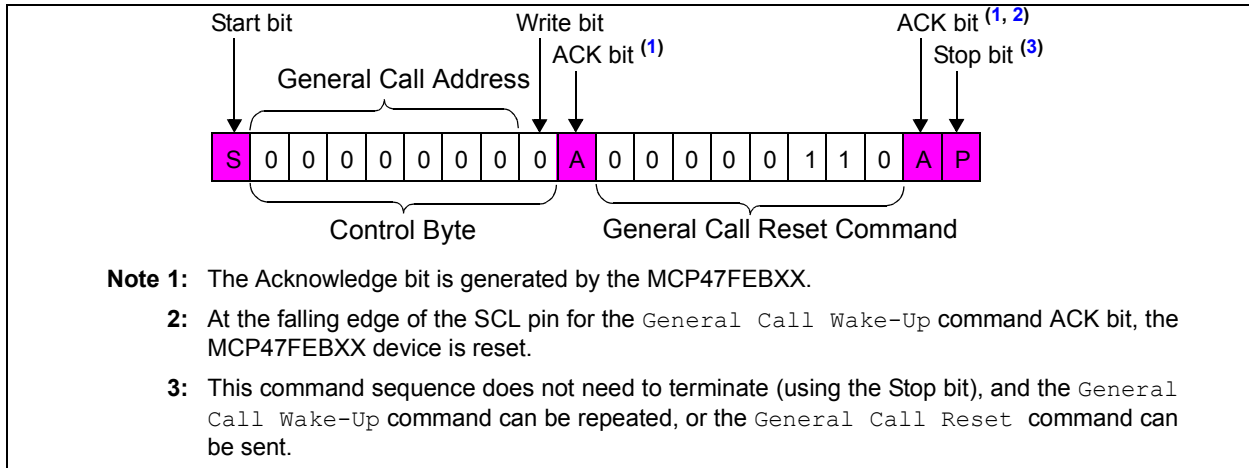 Start bit Write bit ACK bit (1, 2)
ACK bit (1) Stop bit (3)
General Call Address
S 0 0 0 0 0 0 0 0 A 0 0 0 0 0 1 1 0 A P
Control Byte General Call Reset Command
Note 1: The Acknowledge bit is generated by the MCP47FEBXX.
2: At the falling edge of the SCL pin for the General Call Wake-Up command ACK bit, the
MCP47FEBXX device is reset.
3: This command sequence does not need to terminate (using the Stop bit), and the General
Call Wake-Up command can be repeated, or the General Call Reset command can
be sent.